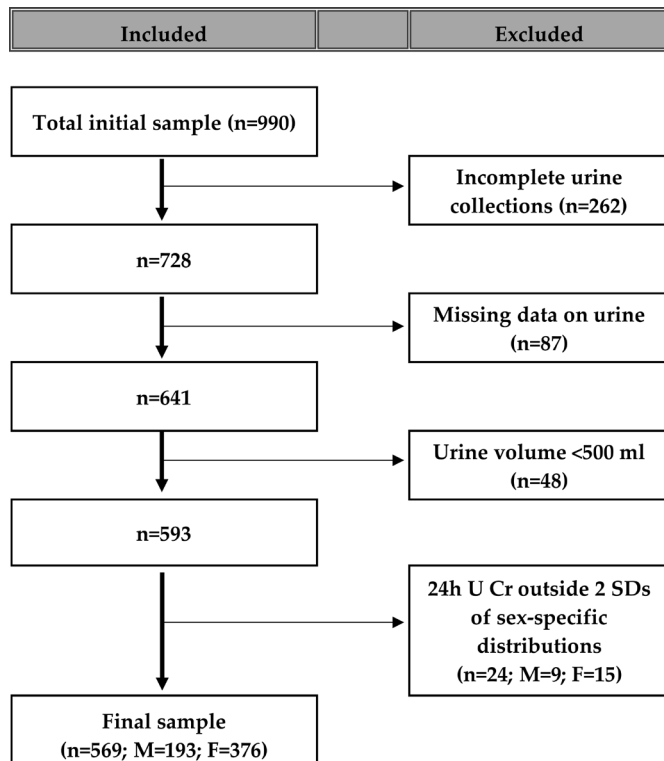 Included
Excluded
Total initial sample (n=990)
Incomplete urine
collections (n=262)
n=728
Missing data on urine
(n=87)
n=641
Urine volume <500 ml
(n=48)
n=593
24h U Cr outside 2 SDs
of sex-specific
distributions
(n=24; M=9; F=15)
Final sample
(n=569; M=193; F=376)